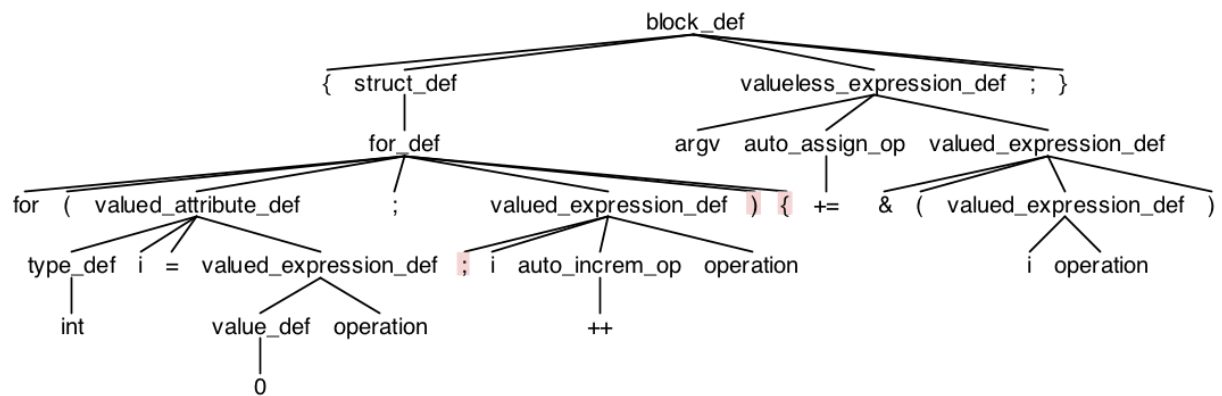 block_def
{ struct_def valueless_expression_def ; }
for_def argv auto_assign_op valued_expression_def
for ( valued_attribute_def ; valued_expression_def ) { += & ( valued_expression_def )
type_def i = valued_expression_def ; i auto_increm_op operation i operation
int value_def operation ++
0